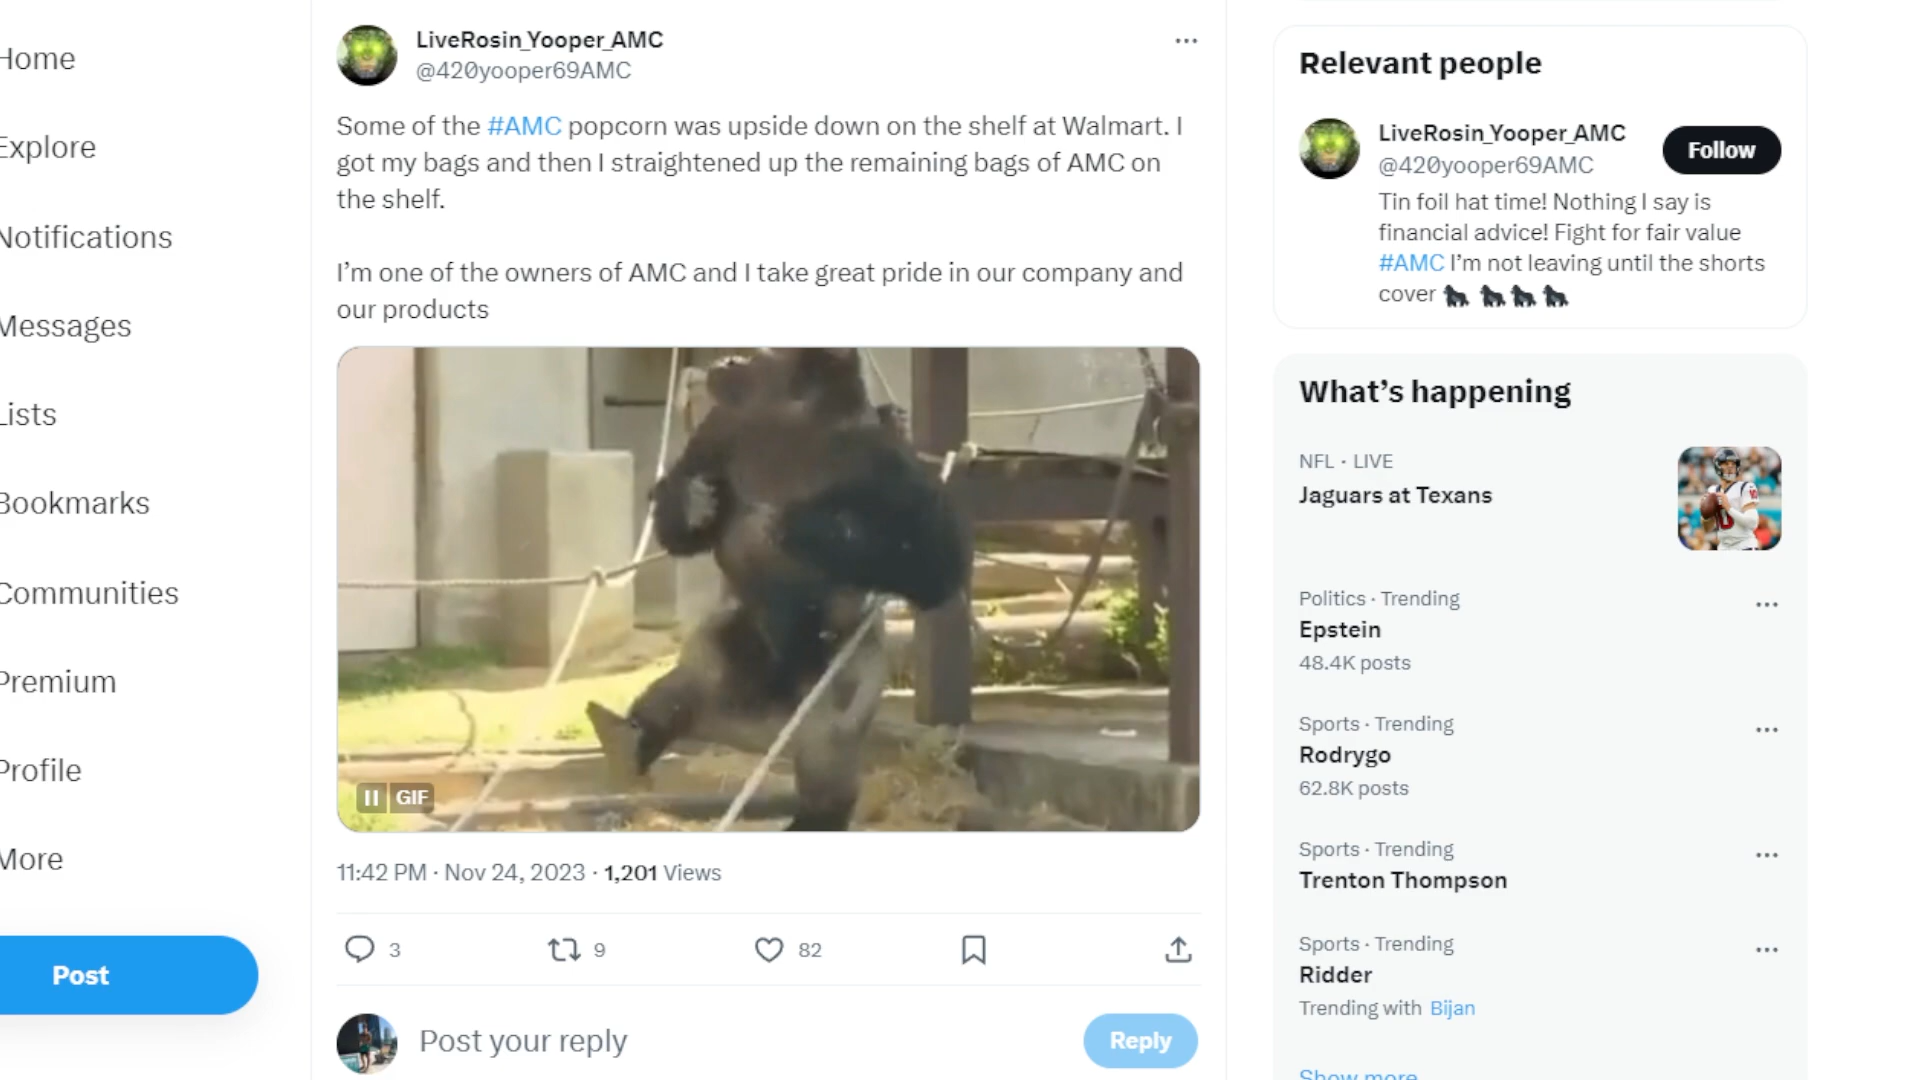 Home
Explore
Notifications
Messages
Lists
Bookmarks
Communities
Premium
Profile
More
Post
LiveRosin_Yooper_AMC
@420yooper69AMC
Some of the #AMC popcorn was upside down on the shelf at Walmart. I
got my bags and then I straightened up the remaining bags of AMC on
the shelf.
I’m one of the owners of AMC and I take great pride in our company and
our products
GIF
11:42 PM · Nov 24, 2023 · 1,201 Views
3
9
82
Post your reply
Reply
Relevant people
LiveRosin_Yooper_AMC
@420yooper69AMC
Follow
Tin foil hat time! Nothing I say is
financial advice! Fight for fair value
#AMC I’m not leaving until the shorts
cover 🦍 🦍🦍🦍
What’s happening
NFL · LIVE
Jaguars at Texans
Politics · Trending
Epstein
48.4K posts
Sports · Trending
Rodrygo
62.8K posts
Sports · Trending
Trenton Thompson
Sports · Trending
Ridder
Trending with Bijan
Show more